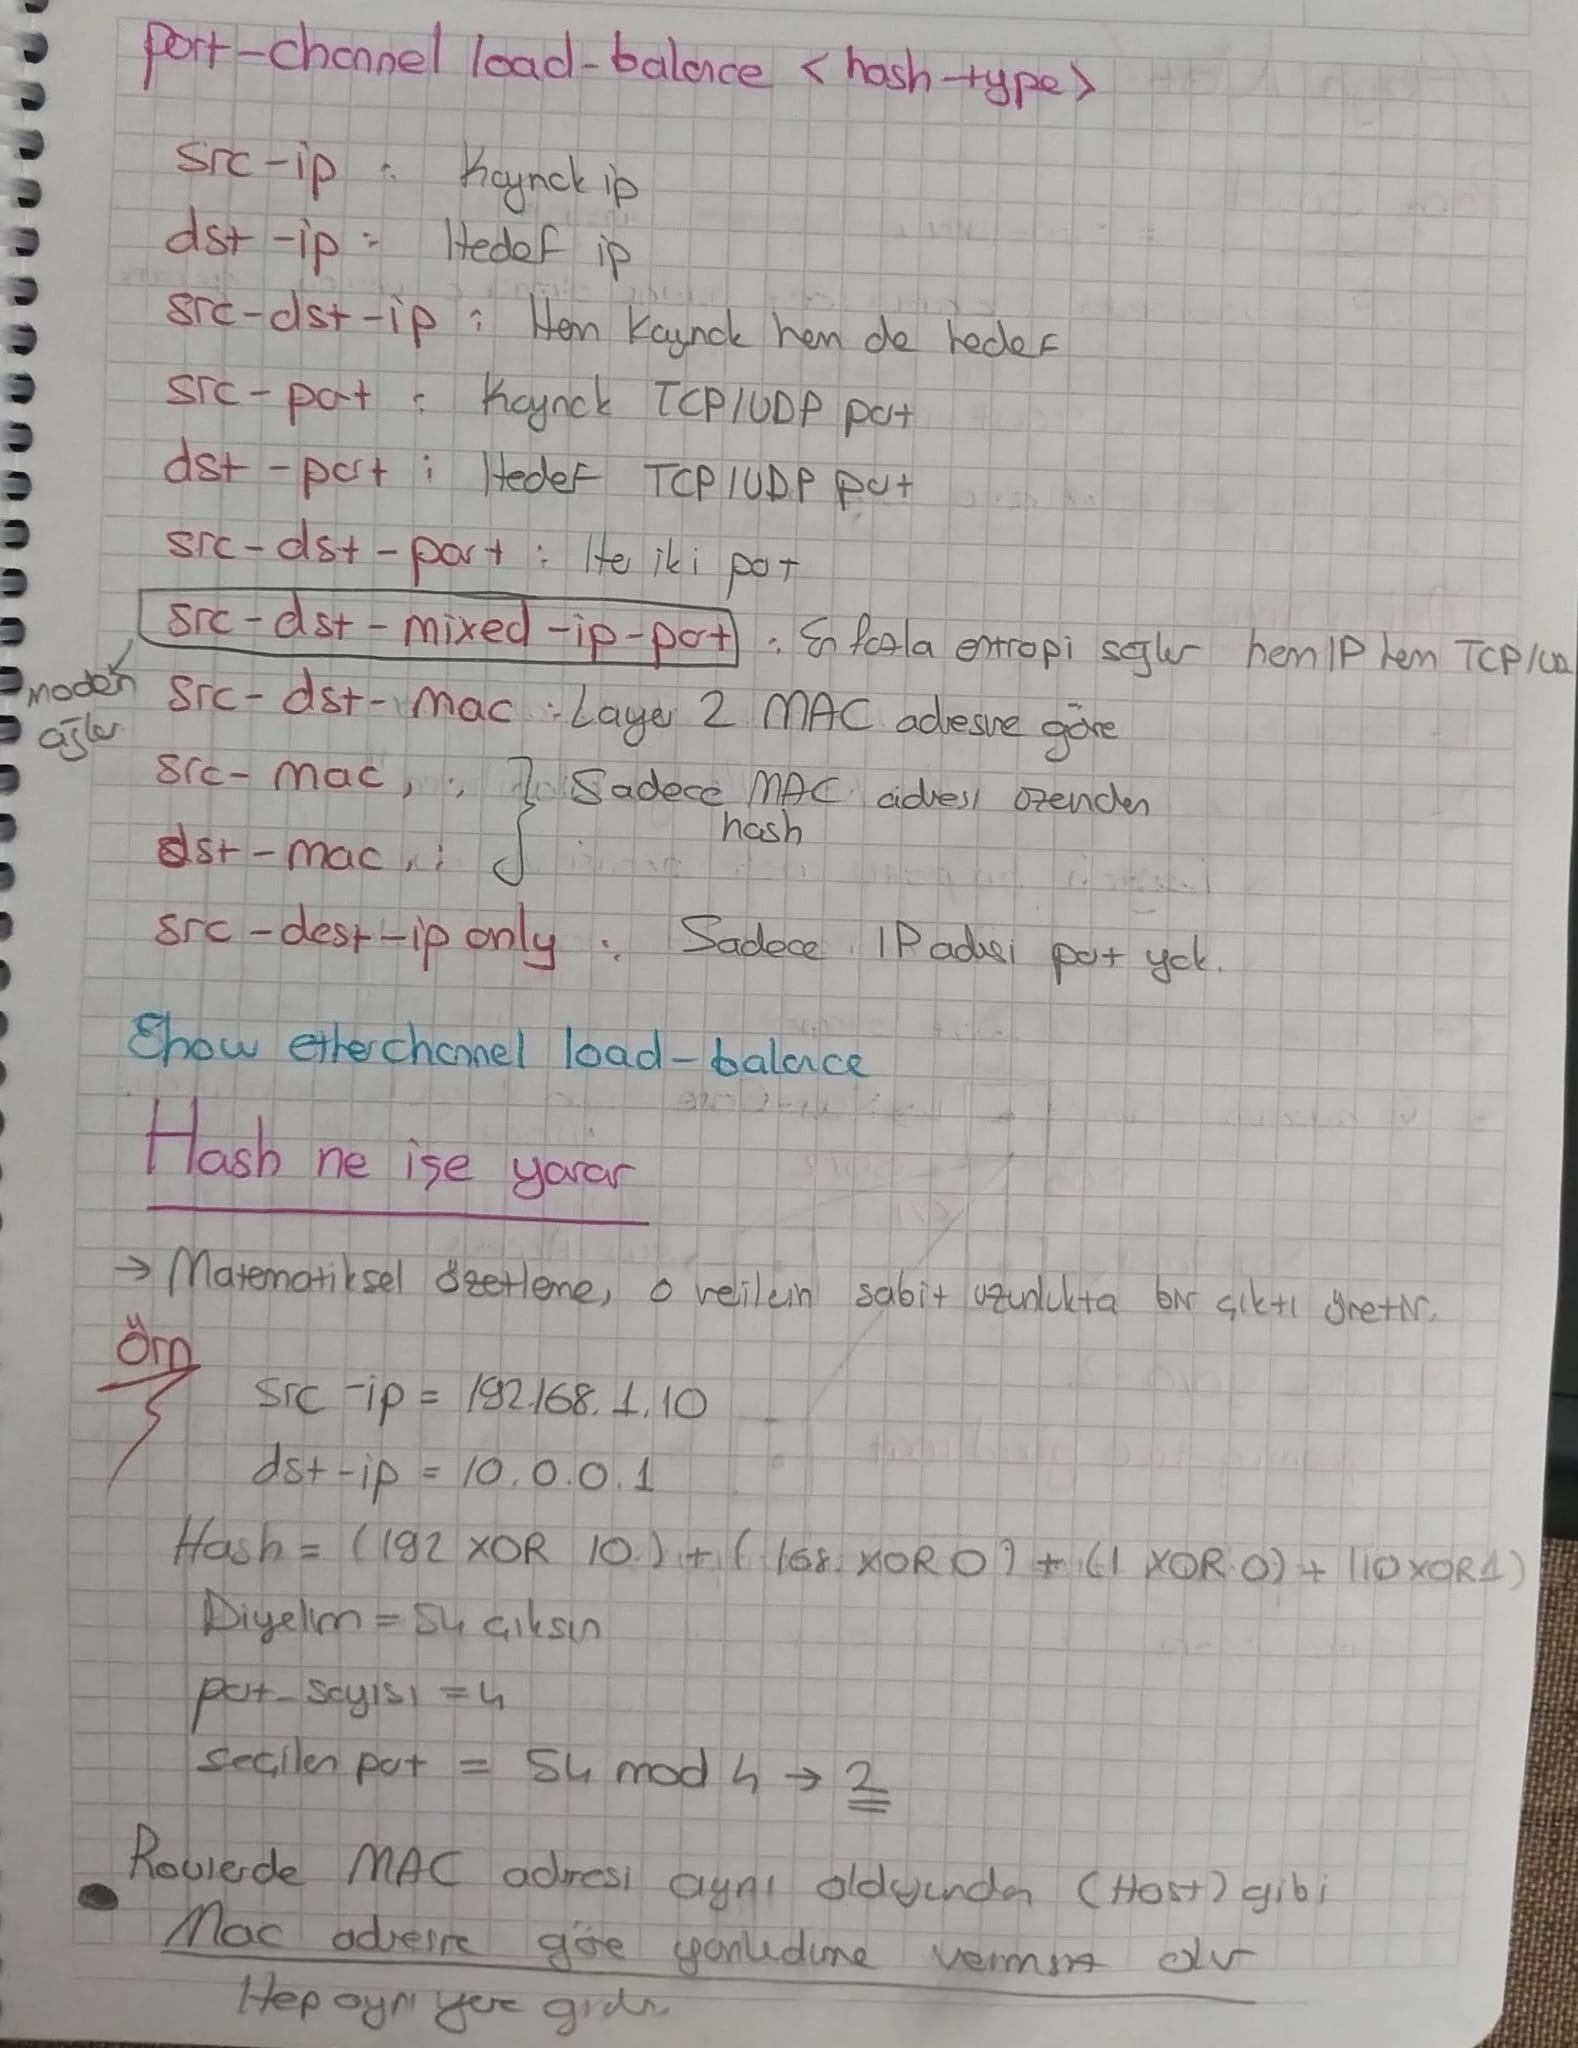 port-channel load-balance <hash-type>
src-ip : Kaynak ip
dst-ip : Hedef ip
src-dst-ip : Hem Kaynak hem de hedef
src-port : Kaynak TCP/UDP port
dst-port : Hedef TCP/UDP port
src-dst-port : Her iki port
src-dst-mixed-ip-port : En fazla entropi sağlar hem IP hem TCP/UD
modern
ağlar
src-dst-mac : Layer 2 MAC adresine göre
src-mac, : } Sadece MAC adresi üzerinden
hash
dst-mac, :
src-dest-ip only : Sadece IP adresi port yok.
Show etherchannel load-balance
Hash ne işe yarar
→ Matematiksel özetleme, o verilerin sabit uzunlukta bir çıktı üretir.
Örn
src-ip = 192.168.1.10
dst-ip = 10.0.0.1
Hash = (192 XOR 10) + (168 XOR 0) + (1 XOR 0) + (10 XOR 1)
Diyelim = 54 çıksın
port-sayısı = 4
seçilen port = 54 mod 4 → 2
Routerde MAC adresi aynı olduğundan (Host) gibi
Mac adresine göre yönlendirme verimsiz olur
Hep aynı yere gider.